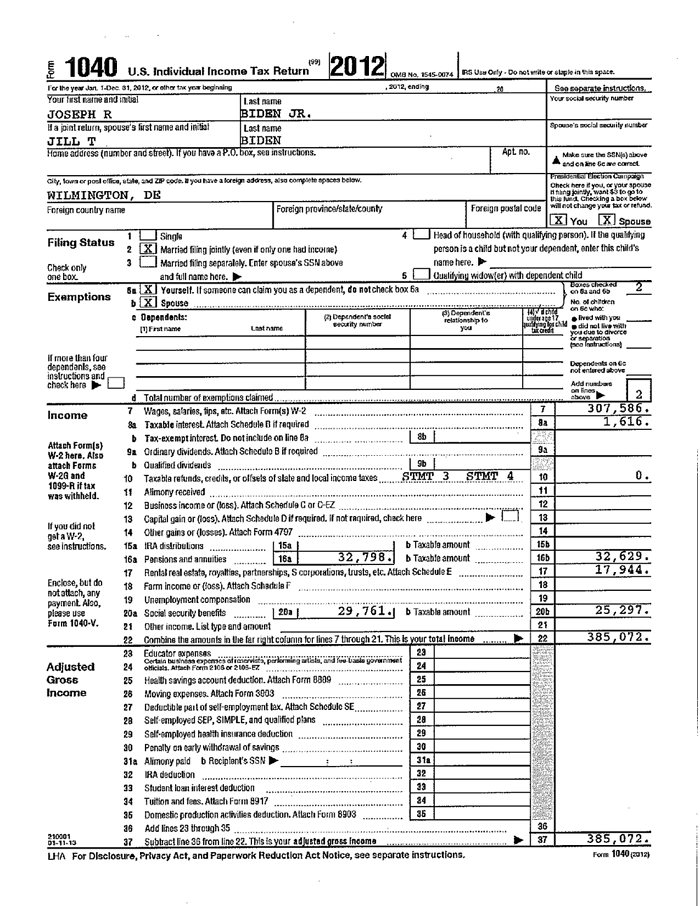 Form 1040 U.S. Individual Income Tax Return (99) 2012 OMB No. 1545-0074 IRS Use Only - Do not write or staple in this space.
For the year Jan. 1-Dec. 31, 2012, or other tax year beginning , 2012, ending , 20 See separate instructions.
Your first name and initial Last name Your social security number
JOSEPH R BIDEN JR.
If a joint return, spouse's first name and initial Last name Spouse's social security number
JILL T BIDEN
Home address (number and street). If you have a P.O. box, see instructions. Apt. no. ▲ Make sure the SSN(s) above and on line 6c are correct.
City, town or post office, state, and ZIP code. If you have a foreign address, also complete spaces below.
WILMINGTON, DE
Presidential Election Campaign
Check here if you, or your spouse if filing jointly, want $3 to go to this fund. Checking a box below will not change your tax or refund.
Foreign country name Foreign province/state/county Foreign postal code X You X Spouse
Filing Status
Check only one box.
1 Single
2 X Married filing jointly (even if only one had income)
3 Married filing separately. Enter spouse's SSN above
and full name here. ▶
4 Head of household (with qualifying person). If the qualifying
person is a child but not your dependent, enter this child's
name here. ▶
5 Qualifying widow(er) with dependent child
Exemptions
6a X Yourself. If someone can claim you as a dependent, do not check box 6a
b X Spouse
Boxes checked on 6a and 6b 2
c Dependents:
(1) First name Last name
(2) Dependent's social security number
(3) Dependent's relationship to you
(4) √ if child under age 17 qualifying for child tax credit
No. of children on 6c who:
● lived with you
● did not live with you due to divorce or separation (see instructions)
Dependents on 6c not entered above
If more than four dependents, see instructions and check here ▶
d Total number of exemptions claimed
Add numbers on lines above ▶ 2
Income
7 Wages, salaries, tips, etc. Attach Form(s) W-2 7 307,586.
8a Taxable interest. Attach Schedule B if required 8a 1,616.
b Tax-exempt interest. Do not include on line 8a 8b
Attach Form(s) W-2 here. Also attach Forms W-2G and 1099-R if tax was withheld.
9a Ordinary dividends. Attach Schedule B if required 9a
b Qualified dividends 9b
10 Taxable refunds, credits, or offsets of state and local income taxes STMT 3 STMT 4 10 0.
11 Alimony received 11
12 Business income or (loss). Attach Schedule C or C-EZ 12
13 Capital gain or (loss). Attach Schedule D if required. If not required, check here ▶ 13
If you did not get a W-2, see instructions.
14 Other gains or (losses). Attach Form 4797 14
15a IRA distributions 15a b Taxable amount 15b
16a Pensions and annuities 16a 32,798. b Taxable amount 16b 32,629.
17 Rental real estate, royalties, partnerships, S corporations, trusts, etc. Attach Schedule E 17 17,944.
Enclose, but do not attach, any payment. Also, please use Form 1040-V.
18 Farm income or (loss). Attach Schedule F 18
19 Unemployment compensation 19
20a Social security benefits 20a 29,761. b Taxable amount 20b 25,297.
21 Other income. List type and amount 21
22 Combine the amounts in the far right column for lines 7 through 21. This is your total income ▶ 22 385,072.
Adjusted Gross Income
23 Educator expenses 23
24 Certain business expenses of reservists, performing artists, and fee-basis government officials. Attach Form 2106 or 2106-EZ 24
25 Health savings account deduction. Attach Form 8889 25
26 Moving expenses. Attach Form 3903 26
27 Deductible part of self-employment tax. Attach Schedule SE 27
28 Self-employed SEP, SIMPLE, and qualified plans 28
29 Self-employed health insurance deduction 29
30 Penalty on early withdrawal of savings 30
31a Alimony paid b Recipient's SSN ▶ 31a
32 IRA deduction 32
33 Student loan interest deduction 33
34 Tuition and fees. Attach Form 8917 34
35 Domestic production activities deduction. Attach Form 8903 35
36 Add lines 23 through 35 36
210001
01-11-13
37 Subtract line 36 from line 22. This is your adjusted gross income ▶ 37 385,072.
LHA For Disclosure, Privacy Act, and Paperwork Reduction Act Notice, see separate instructions. Form 1040 (2012)